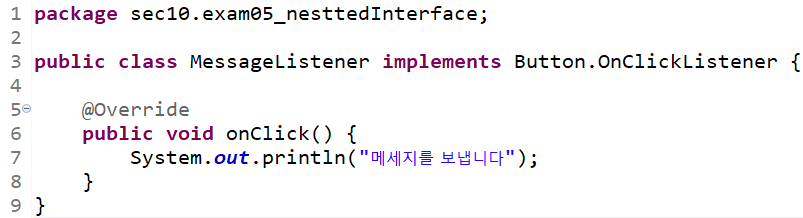 1 package sec10.exam05_nesttedInterface;
2
3 public class MessageListener implements Button.OnClickListener {
4
5 @Override
6 public void onClick() {
7 System.out.println("메세지를 보냅니다");
8 }
9 }